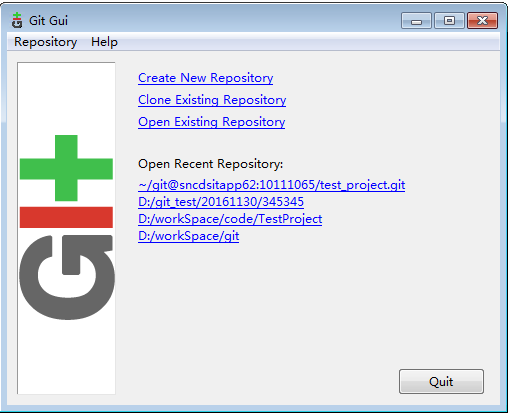 Git Gui
Repository Help
Create New Repository
Clone Existing Repository
Open Existing Repository
Open Recent Repository:
~/git@sncdsitapp62:10111065/test_project.git
D:/git_test/20161130/345345
D:/workSpace/code/TestProject
D:/workSpace/git
Git
Quit